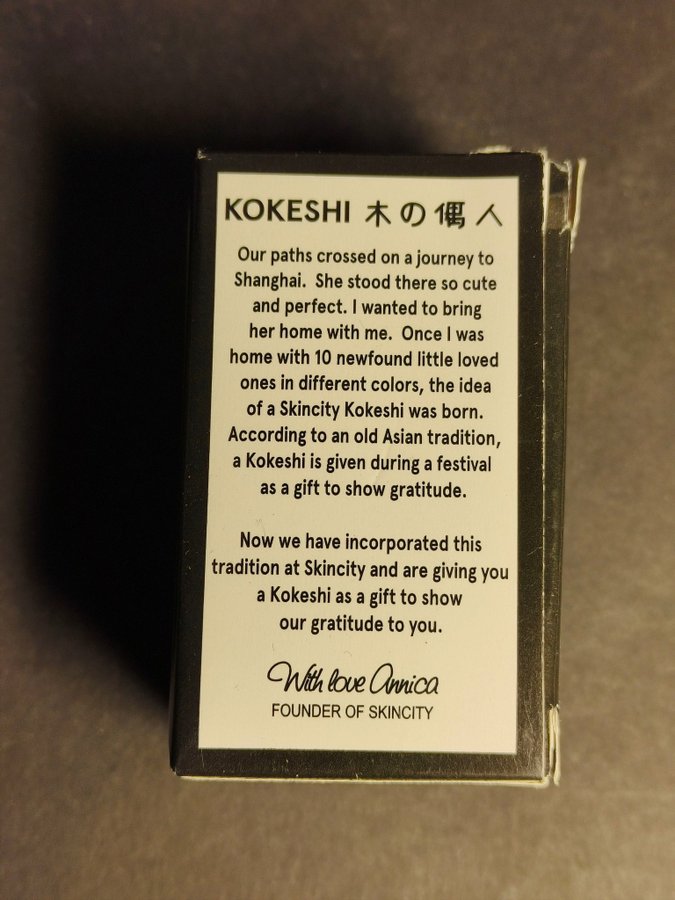 KOKESHI 木の偶人
Our paths crossed on a journey to
Shanghai. She stood there so cute
and perfect. I wanted to bring
her home with me. Once I was
home with 10 newfound little loved
ones in different colors, the idea
of a Skincity Kokeshi was born.
According to an old Asian tradition,
a Kokeshi is given during a festival
as a gift to show gratitude.
Now we have incorporated this
tradition at Skincity and are giving you
a Kokeshi as a gift to show
our gratitude to you.
With love Annica
FOUNDER OF SKINCITY